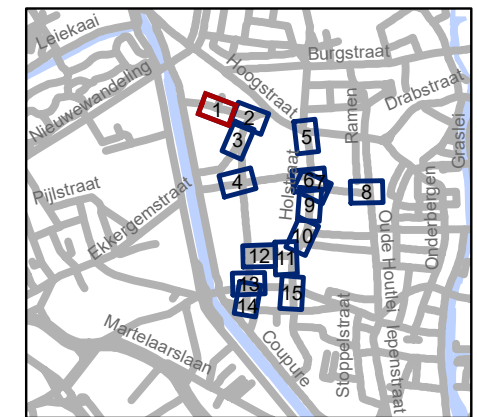 Leiekaai
Hoogstraat
Burgstraat
Nieuwewandeling
Drabstraat
Ramen
Graslei
1
2
3
5
Pijlstraat
4
Holstraat
6
7
8
9
Ekkergemstraat
Onderbergen
Oude Houtlei
10
12
11
13
15
14
Martelaarslaan
Coupure
Stoppelstraat
Iepenstraat